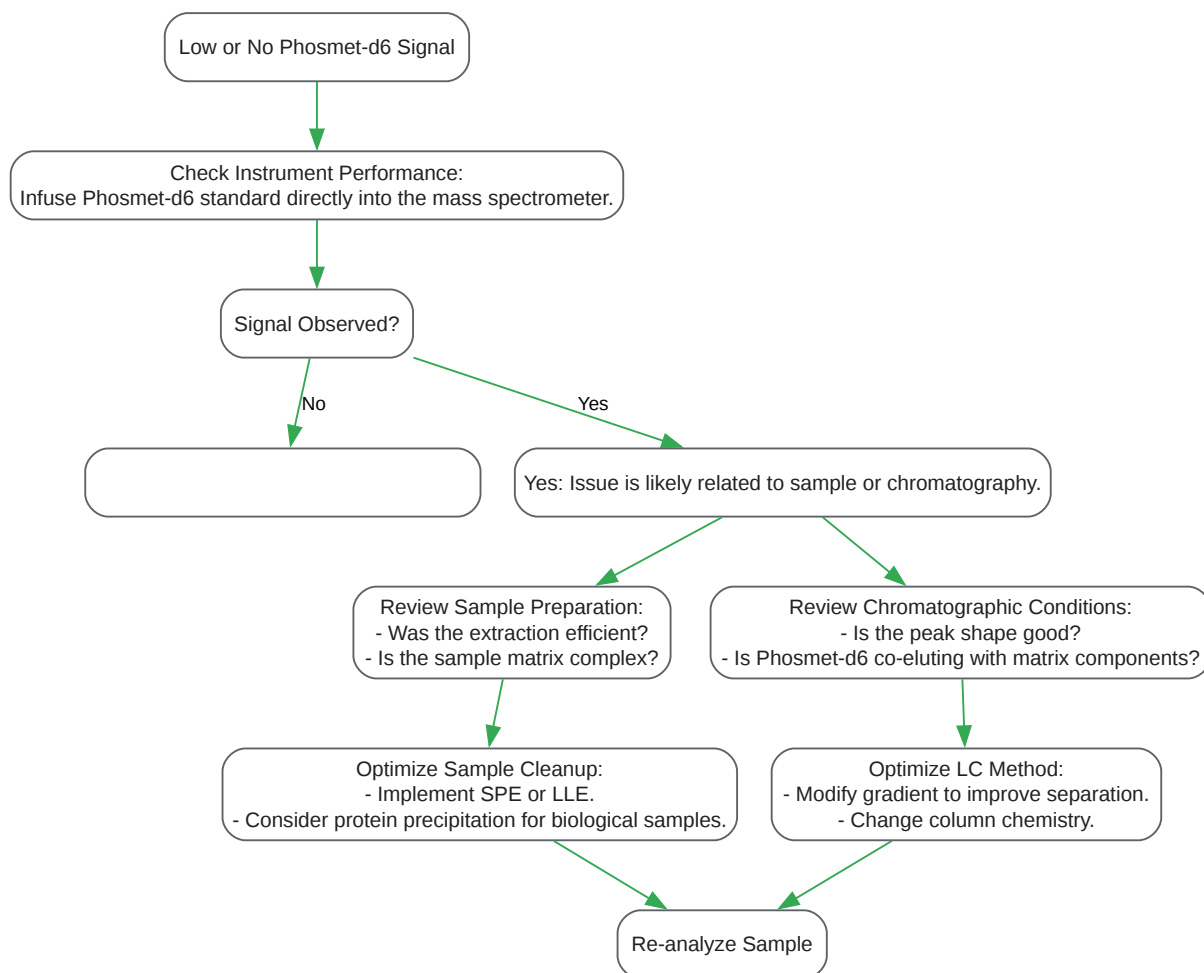 Low or No Phosmet-d6 Signal
Check Instrument Performance:
Infuse Phosmet-d6 standard directly into the mass spectrometer.
Signal Observed?
No
Yes
Yes: Issue is likely related to sample or chromatography.
Review Sample Preparation:
- Was the extraction efficient?
- Is the sample matrix complex?
Review Chromatographic Conditions:
- Is the peak shape good?
- Is Phosmet-d6 co-eluting with matrix components?
Optimize Sample Cleanup:
- Implement SPE or LLE.
- Consider protein precipitation for biological samples.
Optimize LC Method:
- Modify gradient to improve separation.
- Change column chemistry.
Re-analyze Sample